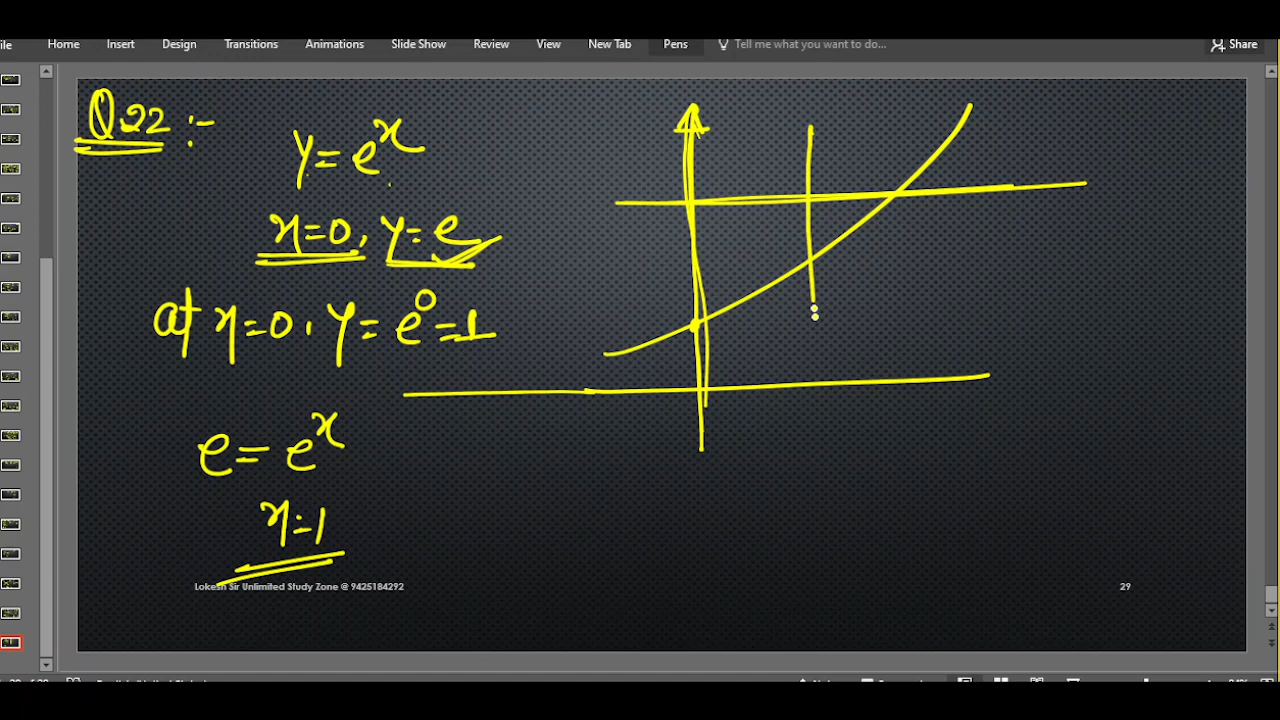 File Home Insert Design Transitions Animations Slide Show Review View New Tab Pens Tell me what you want to do... Share
Q22 :-
y = e^x
x=0, y=e
at x=0, y = e^0 = 1
e = e^x
x=1
Lokesh Sir Unlimited Study Zone @ 9425184292
29